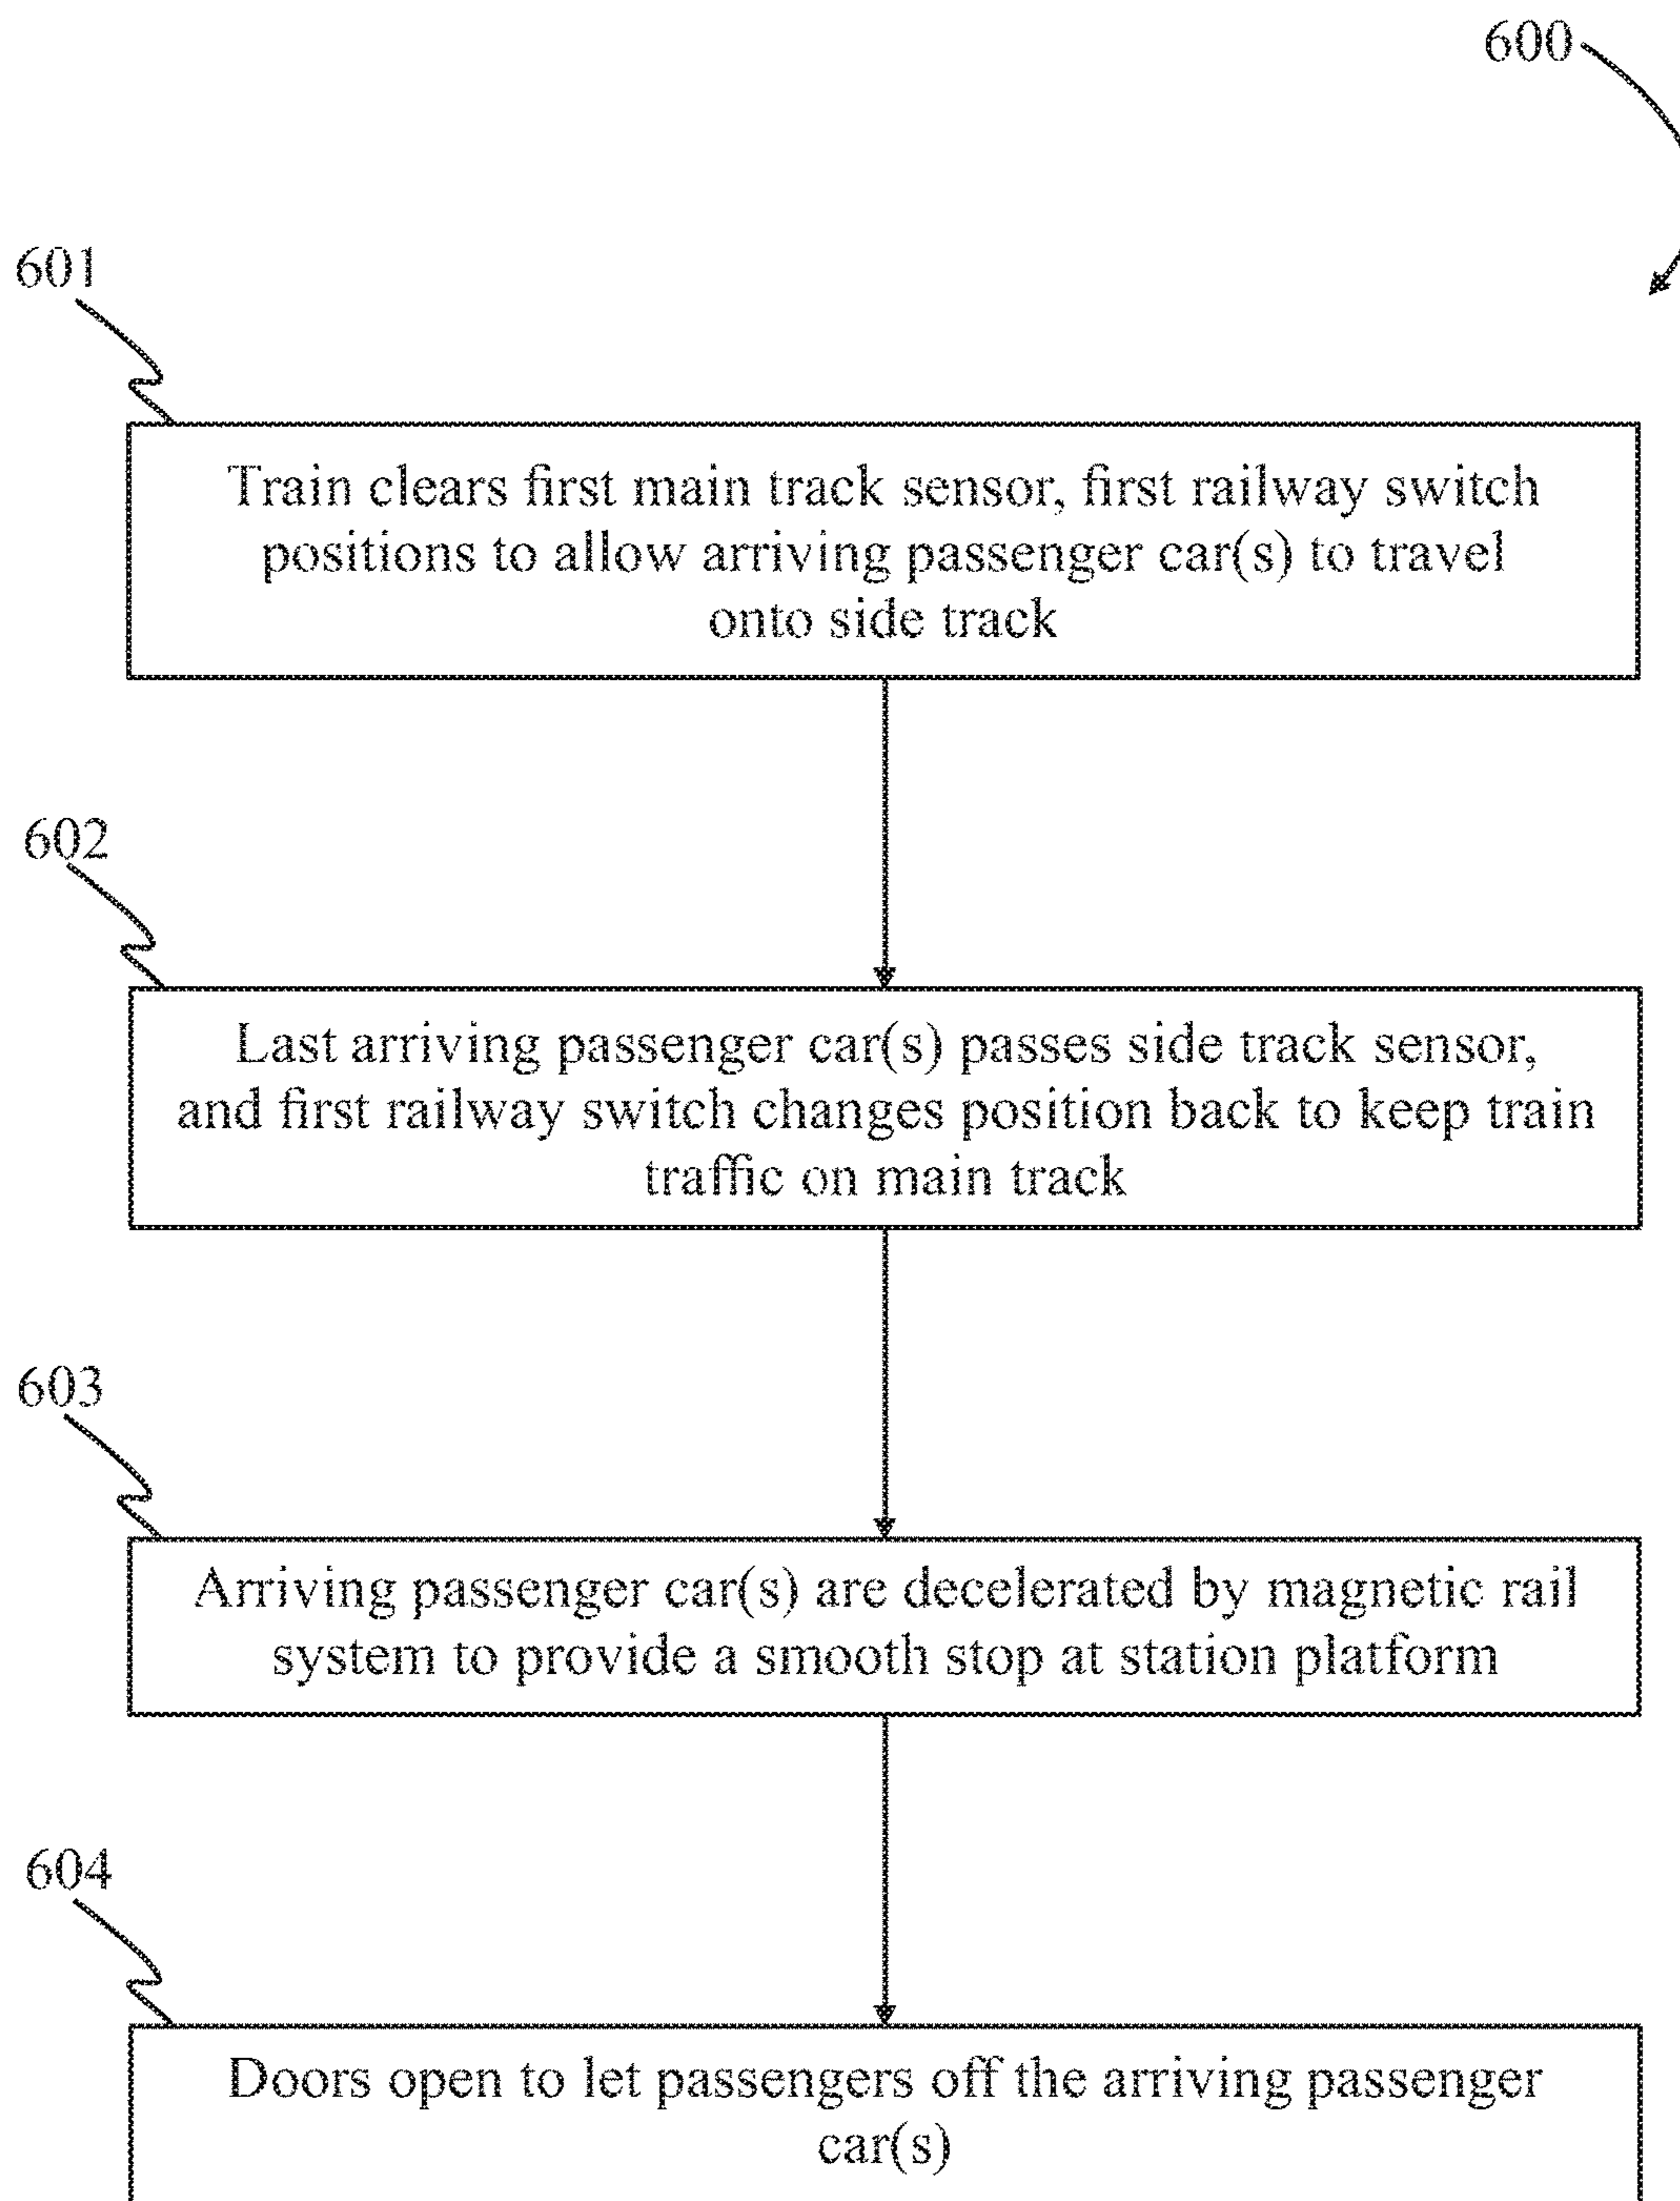 600
601
Train clears first main track sensor, first railway switch
positions to allow arriving passenger car(s) to travel
onto side track
602
Last arriving passenger car(s) passes side track sensor,
and first railway switch changes position back to keep train
traffic on main track
603
Arriving passenger car(s) are decelerated by magnetic rail
system to provide a smooth stop at station platform
604
Doors open to let passengers off the arriving passenger
car(s)